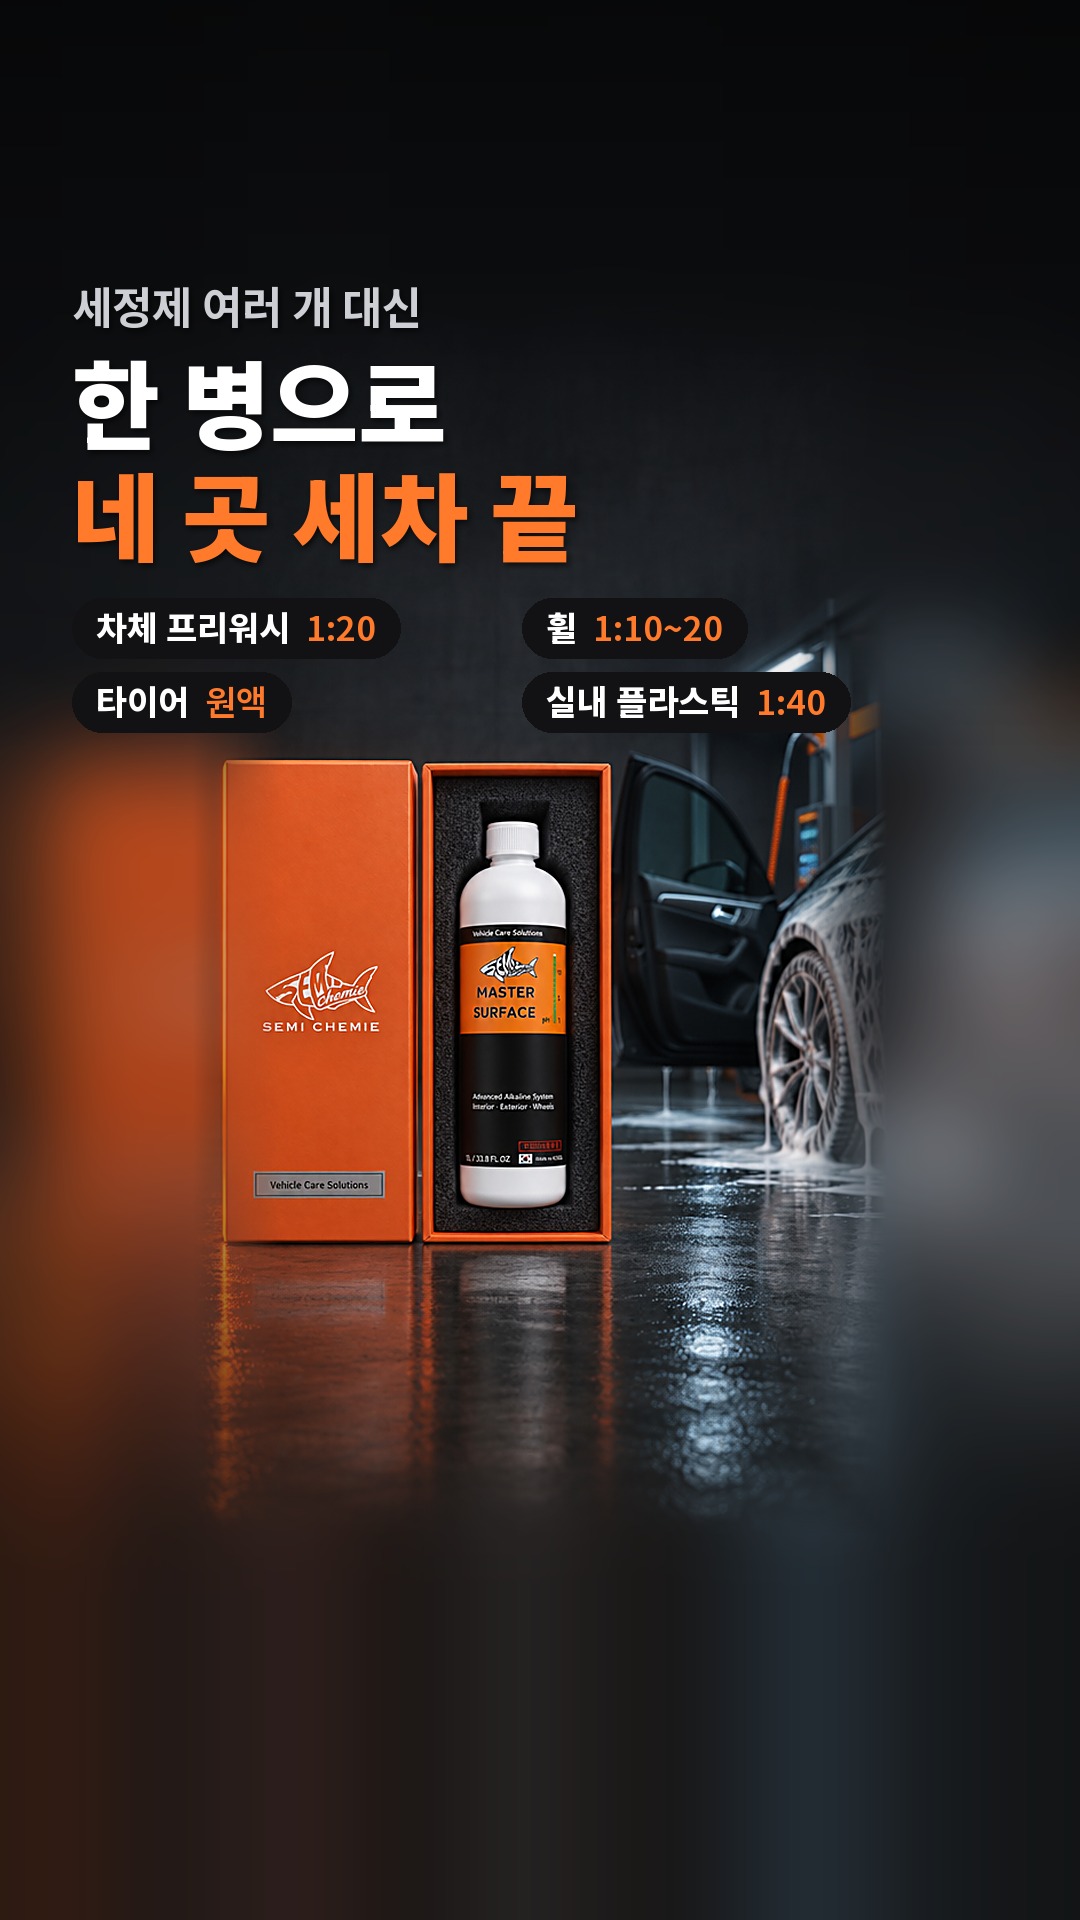 세정제 여러 개 대신
한 병으로
네 곳 세차 끝
차체 프리워시 1:20
휠 1:10~20
타이어 원액
실내 플라스틱 1:40
SEMI chemie
SEMI CHEMIE
Vehicle Care Solutions
Vehicle Care Solutions
SEMI
MASTER
SURFACE
pH
Advanced Alkaline System
Interior · Exterior · Wheels
1L / 33.8 FL OZ